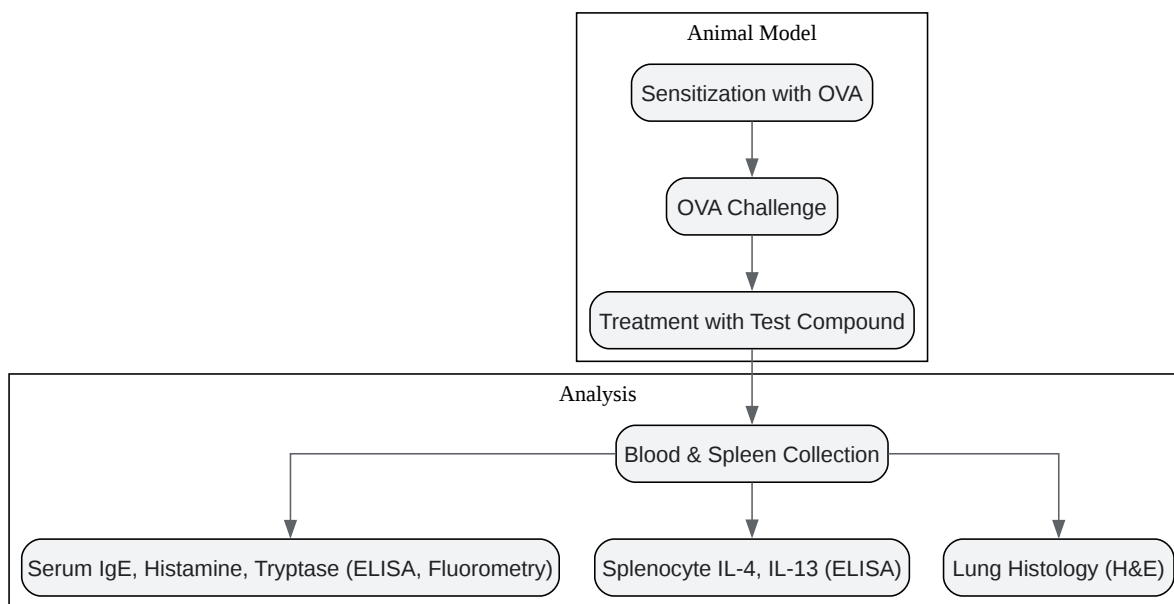 Animal Model
Sensitization with OVA
OVA Challenge
Treatment with Test Compound
Analysis
Blood & Spleen Collection
Serum IgE, Histamine, Tryptase (ELISA, Fluorometry)
Splenocyte IL-4, IL-13 (ELISA)
Lung Histology (H&E)